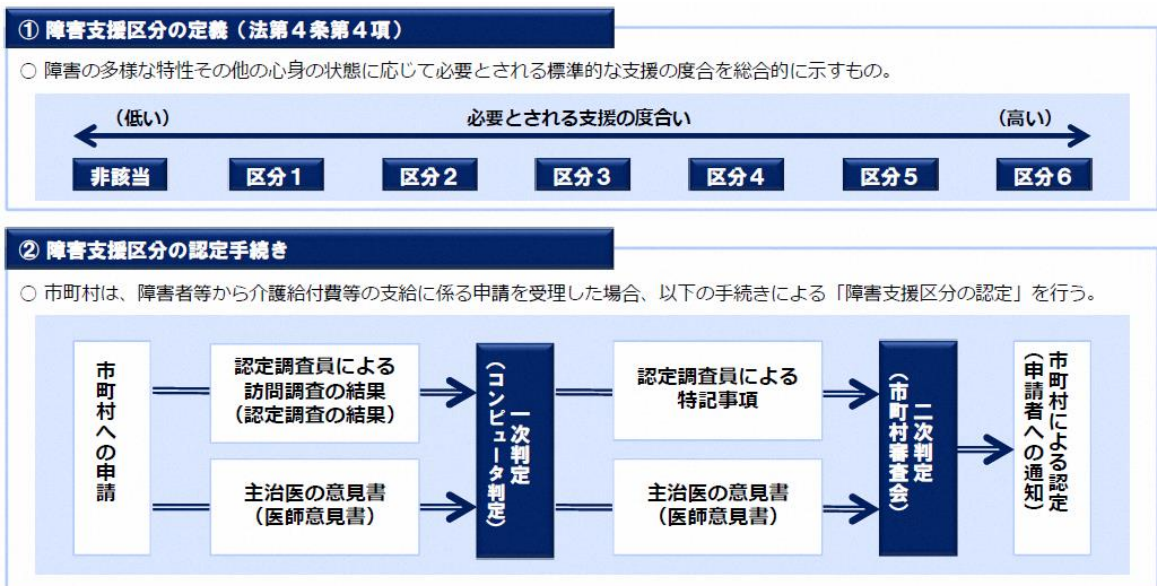 ① 障害支援区分の定義（法第４条第４項）
○ 障害の多様な特性その他の心身の状態に応じて必要とされる標準的な支援の度合を総合的に示すもの。
（低い）
必要とされる支援の度合い
（高い）
非該当
区分１
区分２
区分３
区分４
区分５
区分６
② 障害支援区分の認定手続き
○ 市町村は、障害者等から介護給付費等の支給に係る申請を受理した場合、以下の手続きによる「障害支援区分の認定」を行う。
市町村への申請
認定調査員による
訪問調査の結果
（認定調査の結果）
主治医の意見書
（医師意見書）
一次判定
（コンピュータ判定）
認定調査員による
特記事項
主治医の意見書
（医師意見書）
二次判定
（市町村審査会）
市町村による認定
（申請者への通知）